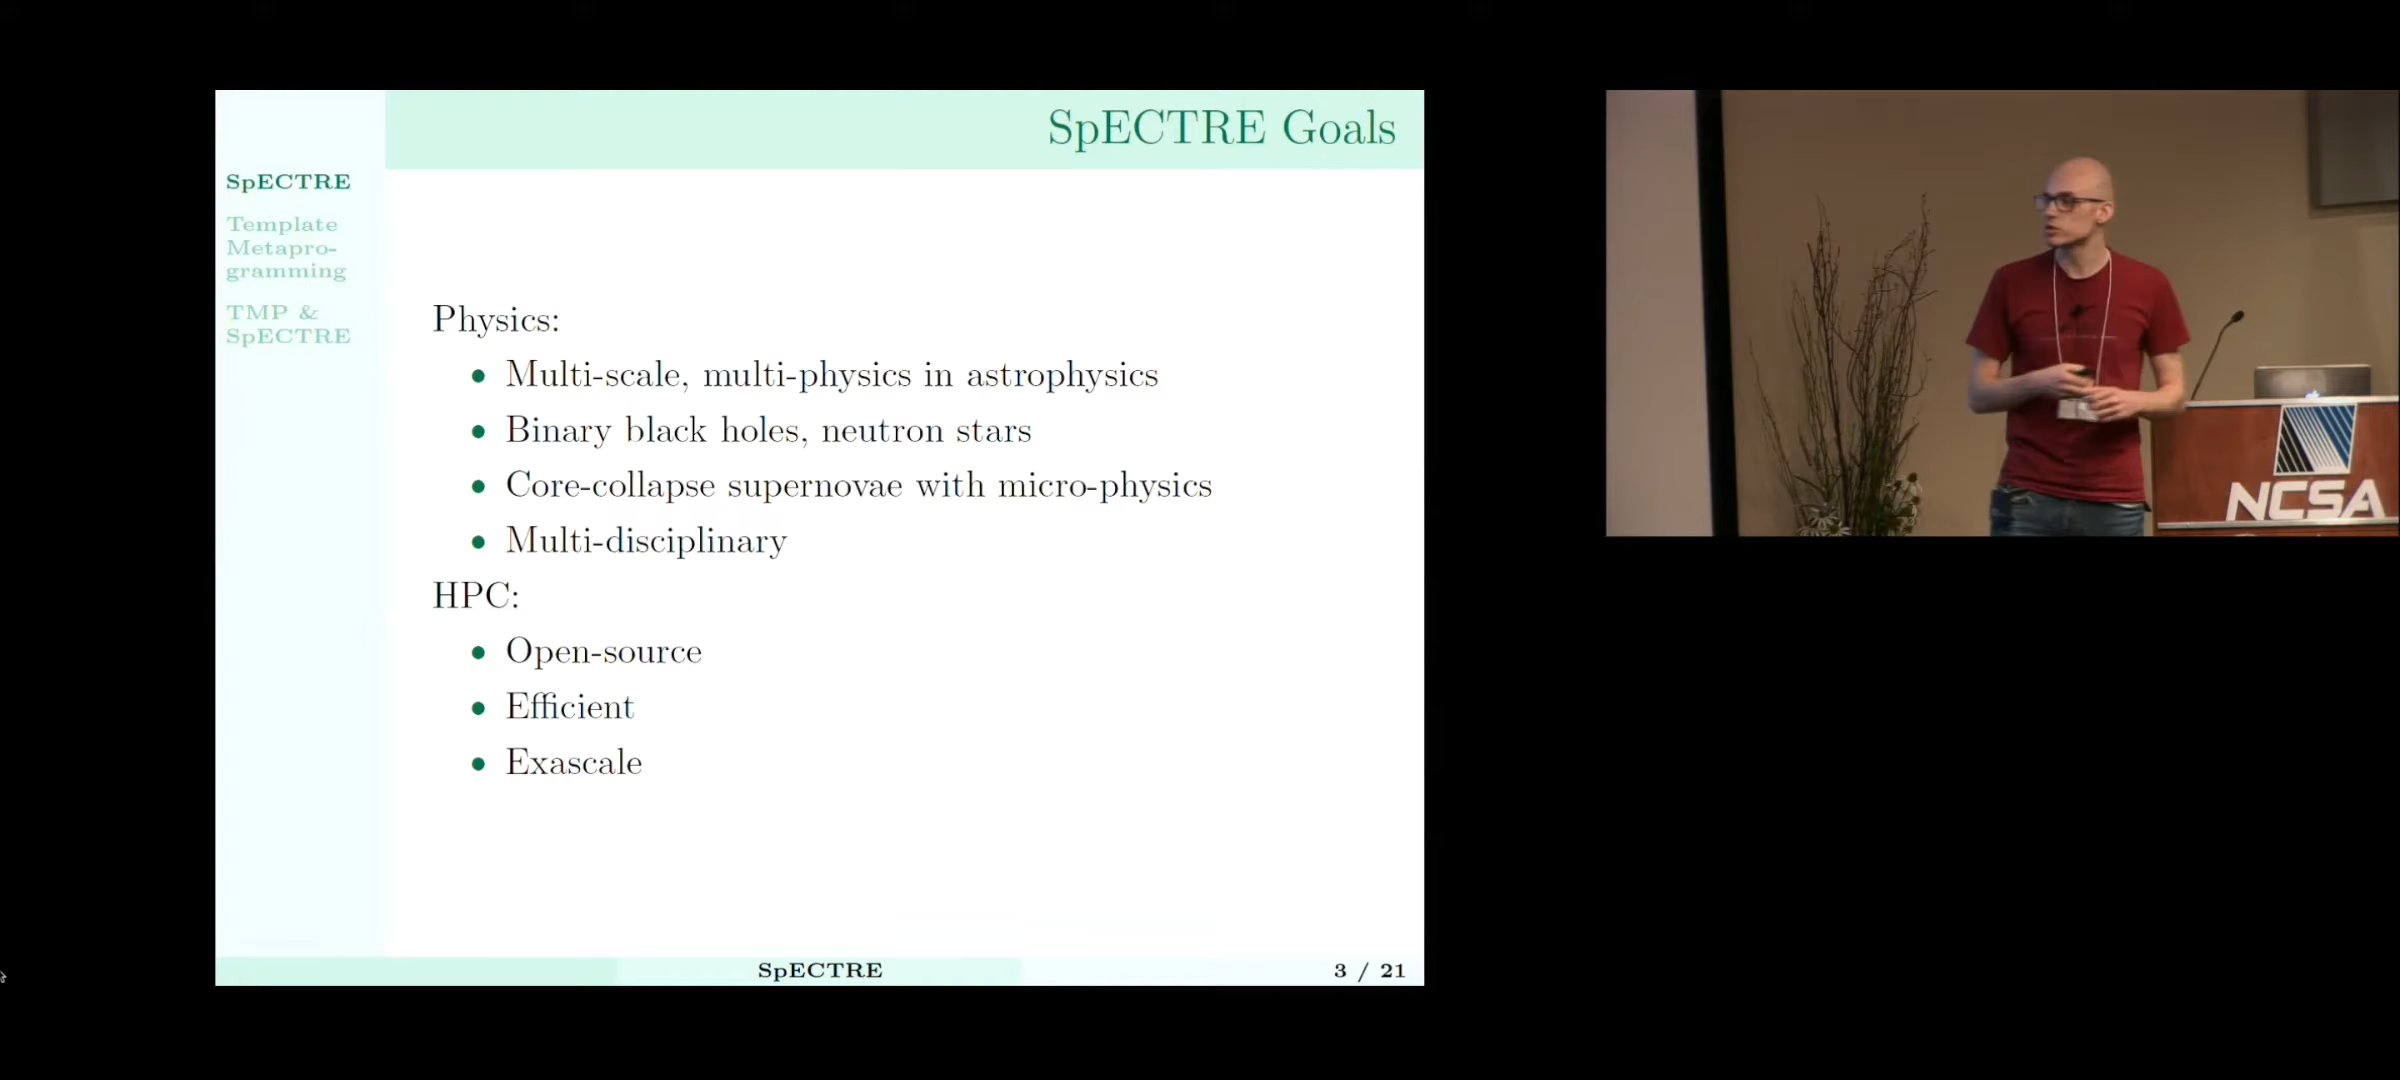 SpECTRE Goals
SpECTRE
Template
Metapro-
gramming
TMP &
SpECTRE
Physics:
• Multi-scale, multi-physics in astrophysics
• Binary black holes, neutron stars
• Core-collapse supernovae with micro-physics
• Multi-disciplinary
HPC:
• Open-source
• Efficient
• Exascale
SpECTRE
3 / 21
NCSA